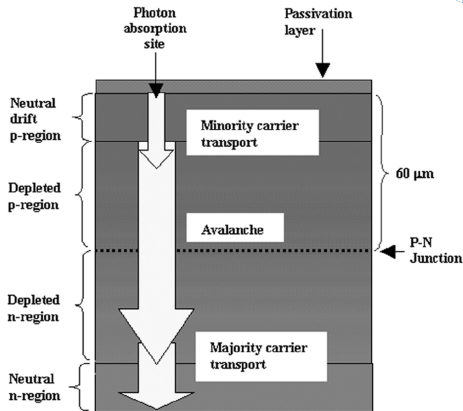 Photon
absorption
site
Passivation
layer
Neutral
drift
p-region
Minority carrier
transport
Depleted
p-region
60 µm
Avalanche
P-N
Junction
Depleted
n-region
Majority carrier
transport
Neutral
n-region